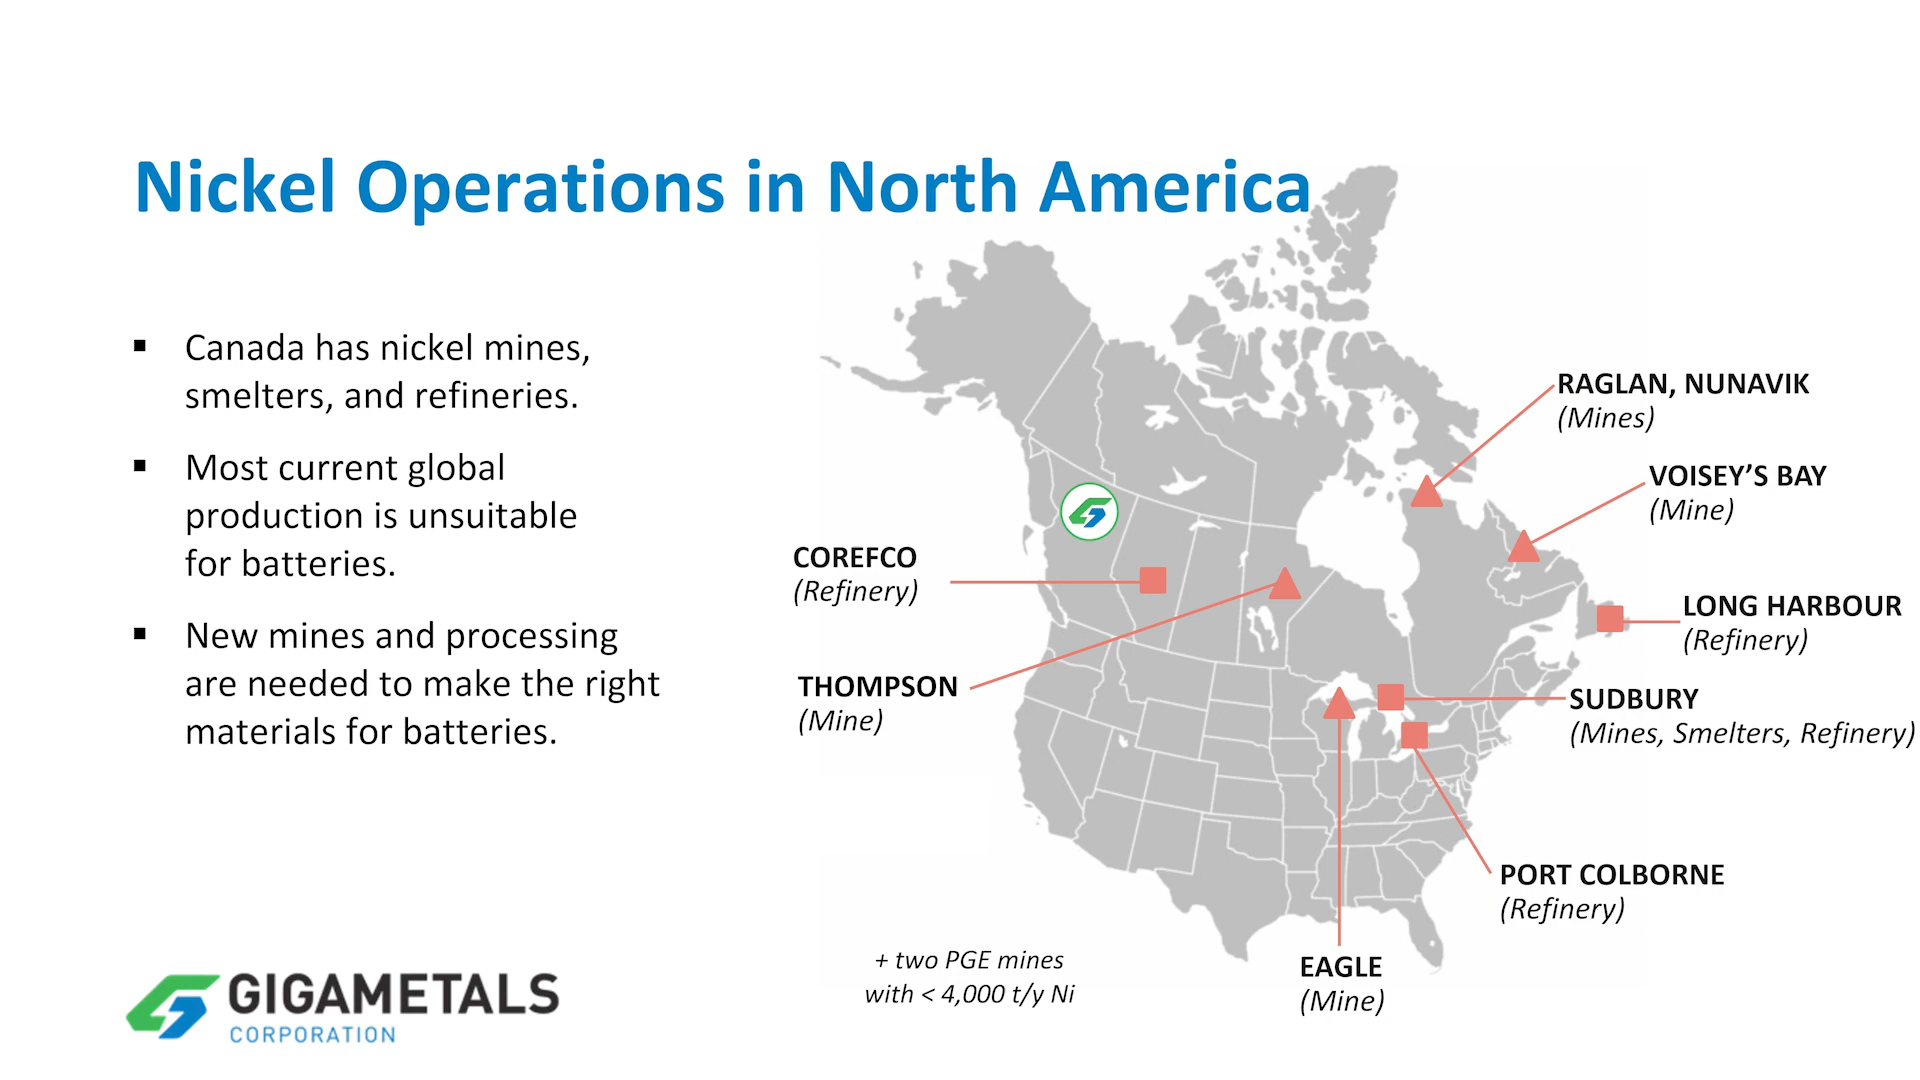 Nickel Operations in North America
▪ Canada has nickel mines,
smelters, and refineries.
▪ Most current global
production is unsuitable
for batteries.
▪ New mines and processing
are needed to make the right
materials for batteries.
RAGLAN, NUNAVIK
(Mines)
VOISEY’S BAY
(Mine)
COREFCO
(Refinery)
LONG HARBOUR
(Refinery)
THOMPSON
(Mine)
SUDBURY
(Mines, Smelters, Refinery)
PORT COLBORNE
(Refinery)
EAGLE
(Mine)
+ two PGE mines
with < 4,000 t/y Ni
GIGAMETALS
CORPORATION